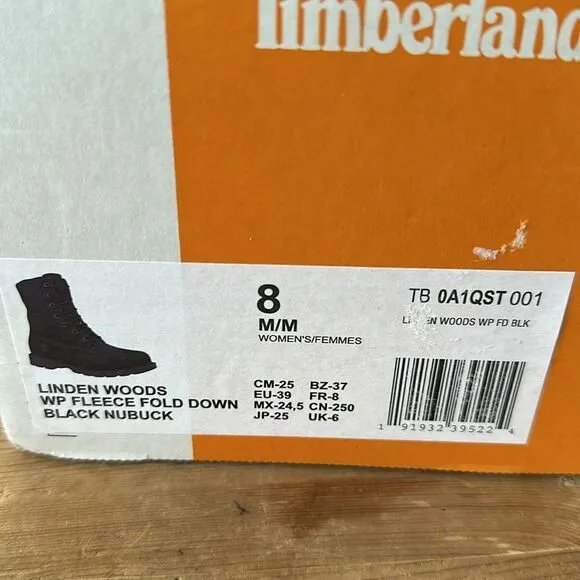 Timberland
8
M/M
WOMEN'S/FEMMES
TB 0A1QST 001
LINDEN WOODS WP FD BLK
LINDEN WOODS
WP FLEECE FOLD DOWN
BLACK NUBUCK
CM-25 BZ-37
EU-39 FR-8
MX-24,5 CN-250
JP-25 UK-6
1 91932 39522 4